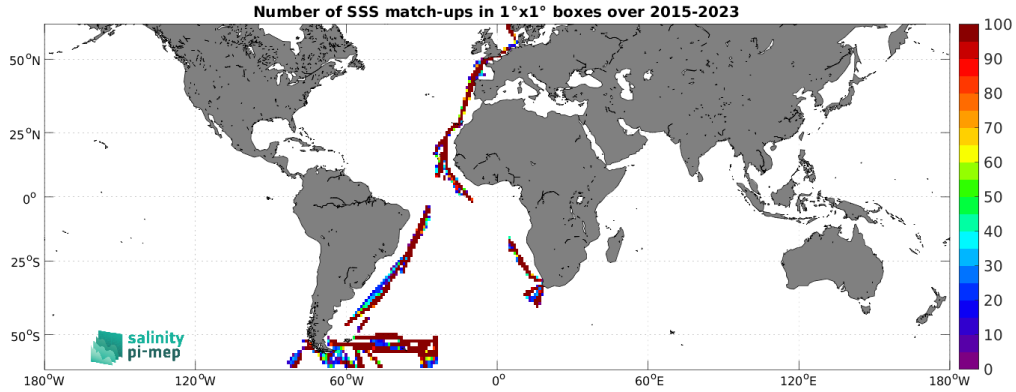 Number of SSS match-ups in 1°x1° boxes over 2015-2023
50°N
25°N
0°
25°S
50°S
180°W 120°W 60°W 0° 60°E 120°E 180°W
100
90
80
70
60
50
40
30
20
10
0
salinity
pi-mep